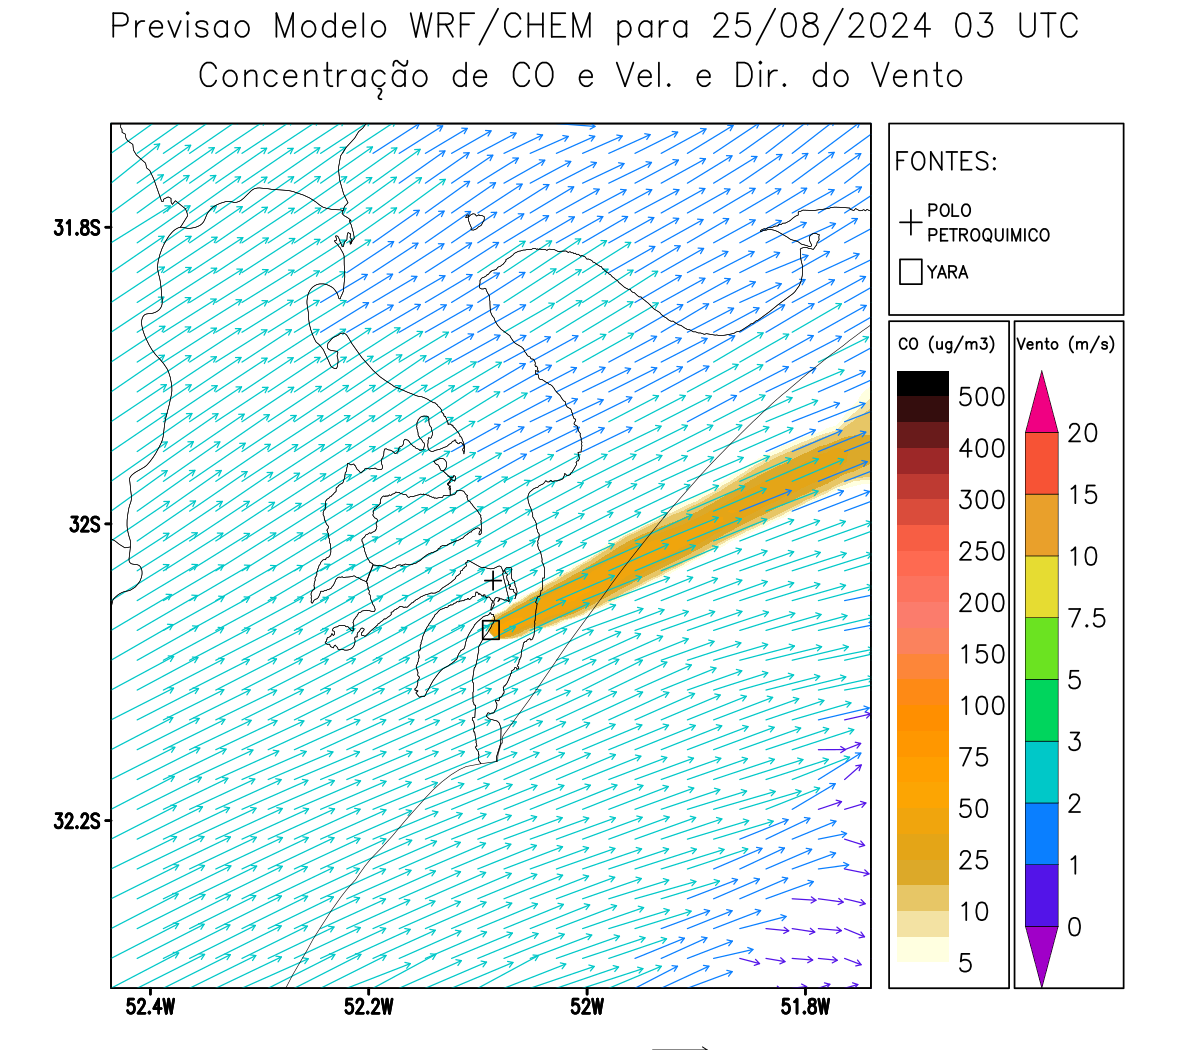 Previsao Modelo WRF/CHEM para 25/08/2024 03 UTC
Concentração de CO e Vel. e Dir. do Vento
FONTES:
POLO
PETROQUIMICO
YARA
CO (ug/m3)
500
400
300
250
200
150
100
75
50
25
10
5
Vento (m/s)
20
15
10
7.5
5
3
2
1
0
31.8S
32S
32.2S
52.4W
52.2W
52W
51.8W